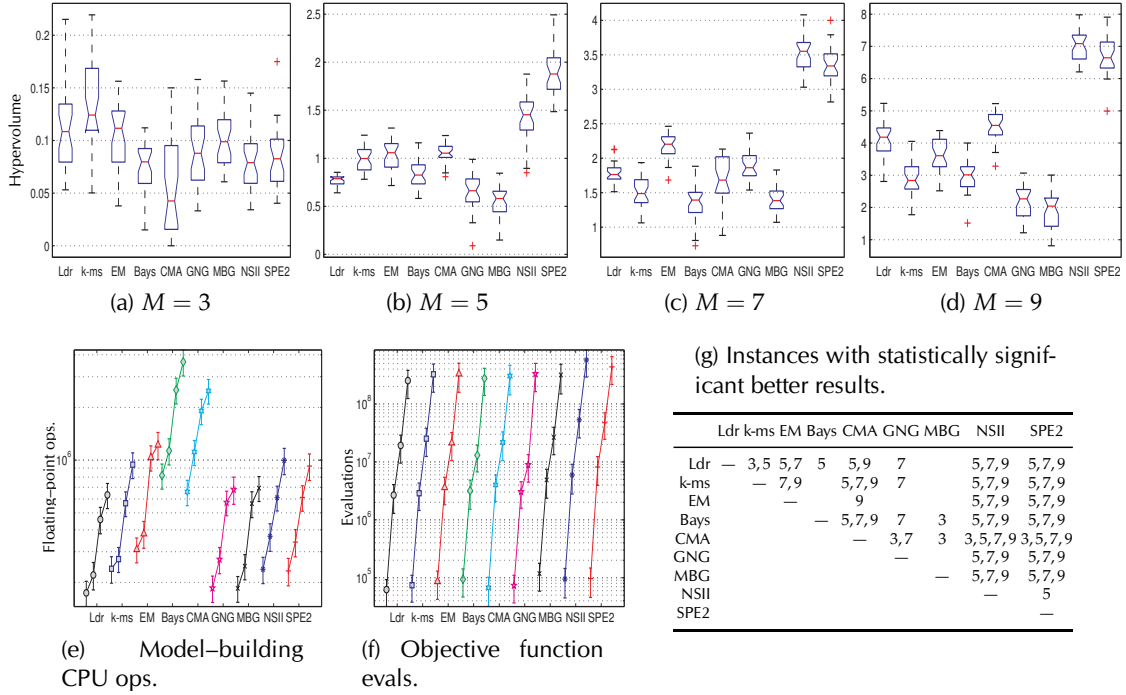 Hypervolume
0.2
0.15
0.1
0.05
0
Ldr k-ms EM Bays CMA GNG MBG NSII SPE2
(a) M = 3
2.5
2
1.5
1
0.5
0
Ldr k-ms EM Bays CMA GNG MBG NSII SPE2
(b) M = 5
4
3.5
3
2.5
2
1.5
1
Ldr k-ms EM Bays CMA GNG MBG NSII SPE2
(c) M = 7
9
8
7
6
5
4
3
2
1
0
Ldr k-ms EM Bays CMA GNG MBG NSII SPE2
(d) M = 9
Floating-point ops.
10^6
Ldr k-ms EM Bays CMA GNG MBG NSII SPE2
(e) Model–building
CPU ops.
Evaluations
10^8
10^7
10^6
10^5
Ldr k-ms EM Bays CMA GNG MBG NSII SPE2
(f) Objective function
evals.
(g) Instances with statistically signif-
icant better results.
Ldr k-ms EM Bays CMA GNG MBG NSII SPE2
Ldr — 3,5 5,7 5 5,9 7 5,7,9 5,7,9
k-ms — 7,9 5,7,9 7 5,7,9 5,7,9
EM — 9 5,7,9 5,7,9
Bays — 5,7,9 7 3 5,7,9 5,7,9
CMA — 3,7 3 3,5,7,9 3,5,7,9
GNG — 5,7,9 5,7,9
MBG — 5,7,9 5,7,9
NSII — 5
SPE2 —